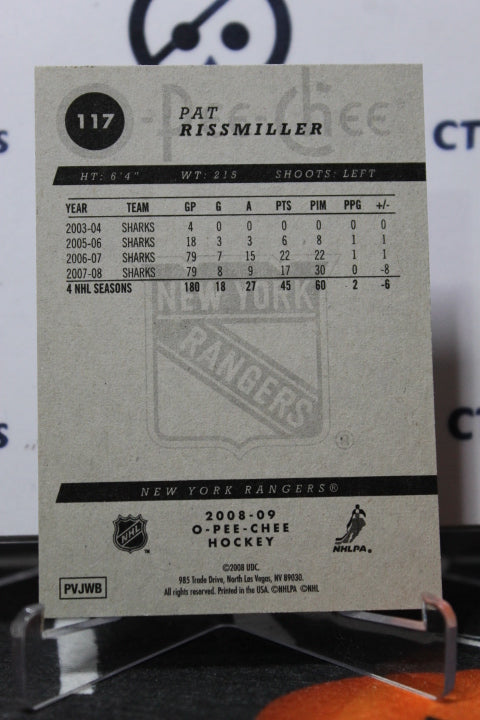 117
O-Pee-Chee
PAT
RISSMILLER
HT: 6'4" WT: 215 SHOOTS: LEFT
YEAR TEAM GP G A PTS PIM PPG +/-
2003-04 SHARKS 4 0 0 0 0 0 0
2005-06 SHARKS 18 3 3 6 8 1 1
2006-07 SHARKS 79 7 15 22 22 1 1
2007-08 SHARKS 79 8 9 17 30 0 -8
4 NHL SEASONS 180 18 27 45 60 2 -6
NEW YORK
RANGERS
®
NEW YORK RANGERS®
2008-09
O-PEE-CHEE
HOCKEY
NHL
TM
NHLPA®
©2008 UDC.
985 Trade Drive, North Las Vegas, NV 89030.
All rights reserved. Printed in the USA. ©NHLPA ©NHL
PVJWB
CT